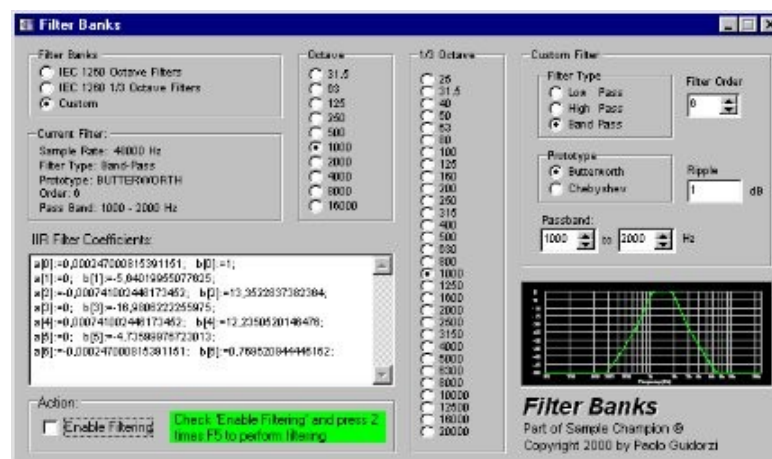 Filter Banks
Filter Banks
IEC 1260 Octave Filters
IEC 1260 1/3 Octave Filters
Custom
Current Filter:
Sample Rate: 48000 Hz
Filter Type: Band-Pass
Prototype: BUTTERWORTH
Order: 6
Pass Band: 1000 - 2000 Hz
Octave
31.5
63
125
250
500
1000
2000
4000
8000
16000
1/3 Octave
25
31.5
40
50
63
80
100
125
160
200
250
315
400
500
630
800
1000
1250
1600
2000
2500
3150
4000
5000
6300
8000
10000
12500
16000
20000
Custom Filter
Filter Type
Low Pass
High Pass
Band Pass
Filter Order
6
Prototype
Butterworth
Chebyshev
Ripple
1 dB
Passband:
1000 to 2000 Hz
IIR Filter Coefficients:
a[0]:=0,000247000815391151; b[0]:=1;
a[1]:=0; b[1]:=-5,64019955077625;
a[2]:=-0,000741002446173452; b[2]:=13,3522637362364;
a[3]:=0; b[3]:=-16,9806222255975;
a[4]:=0,000741002446173452; b[4]:=12,2350520146476;
a[5]:=0; b[5]:=-4,73599976723013;
a[6]:=-0,000247000815391151; b[6]:=0,769520844446162;
Action:
Enable Filtering
Check 'Enable Filtering' and press 2
times F5 to perform filtering
Filter Banks
Part of Sample Champion ®
Copyright 2000 by Paolo Guidorzi